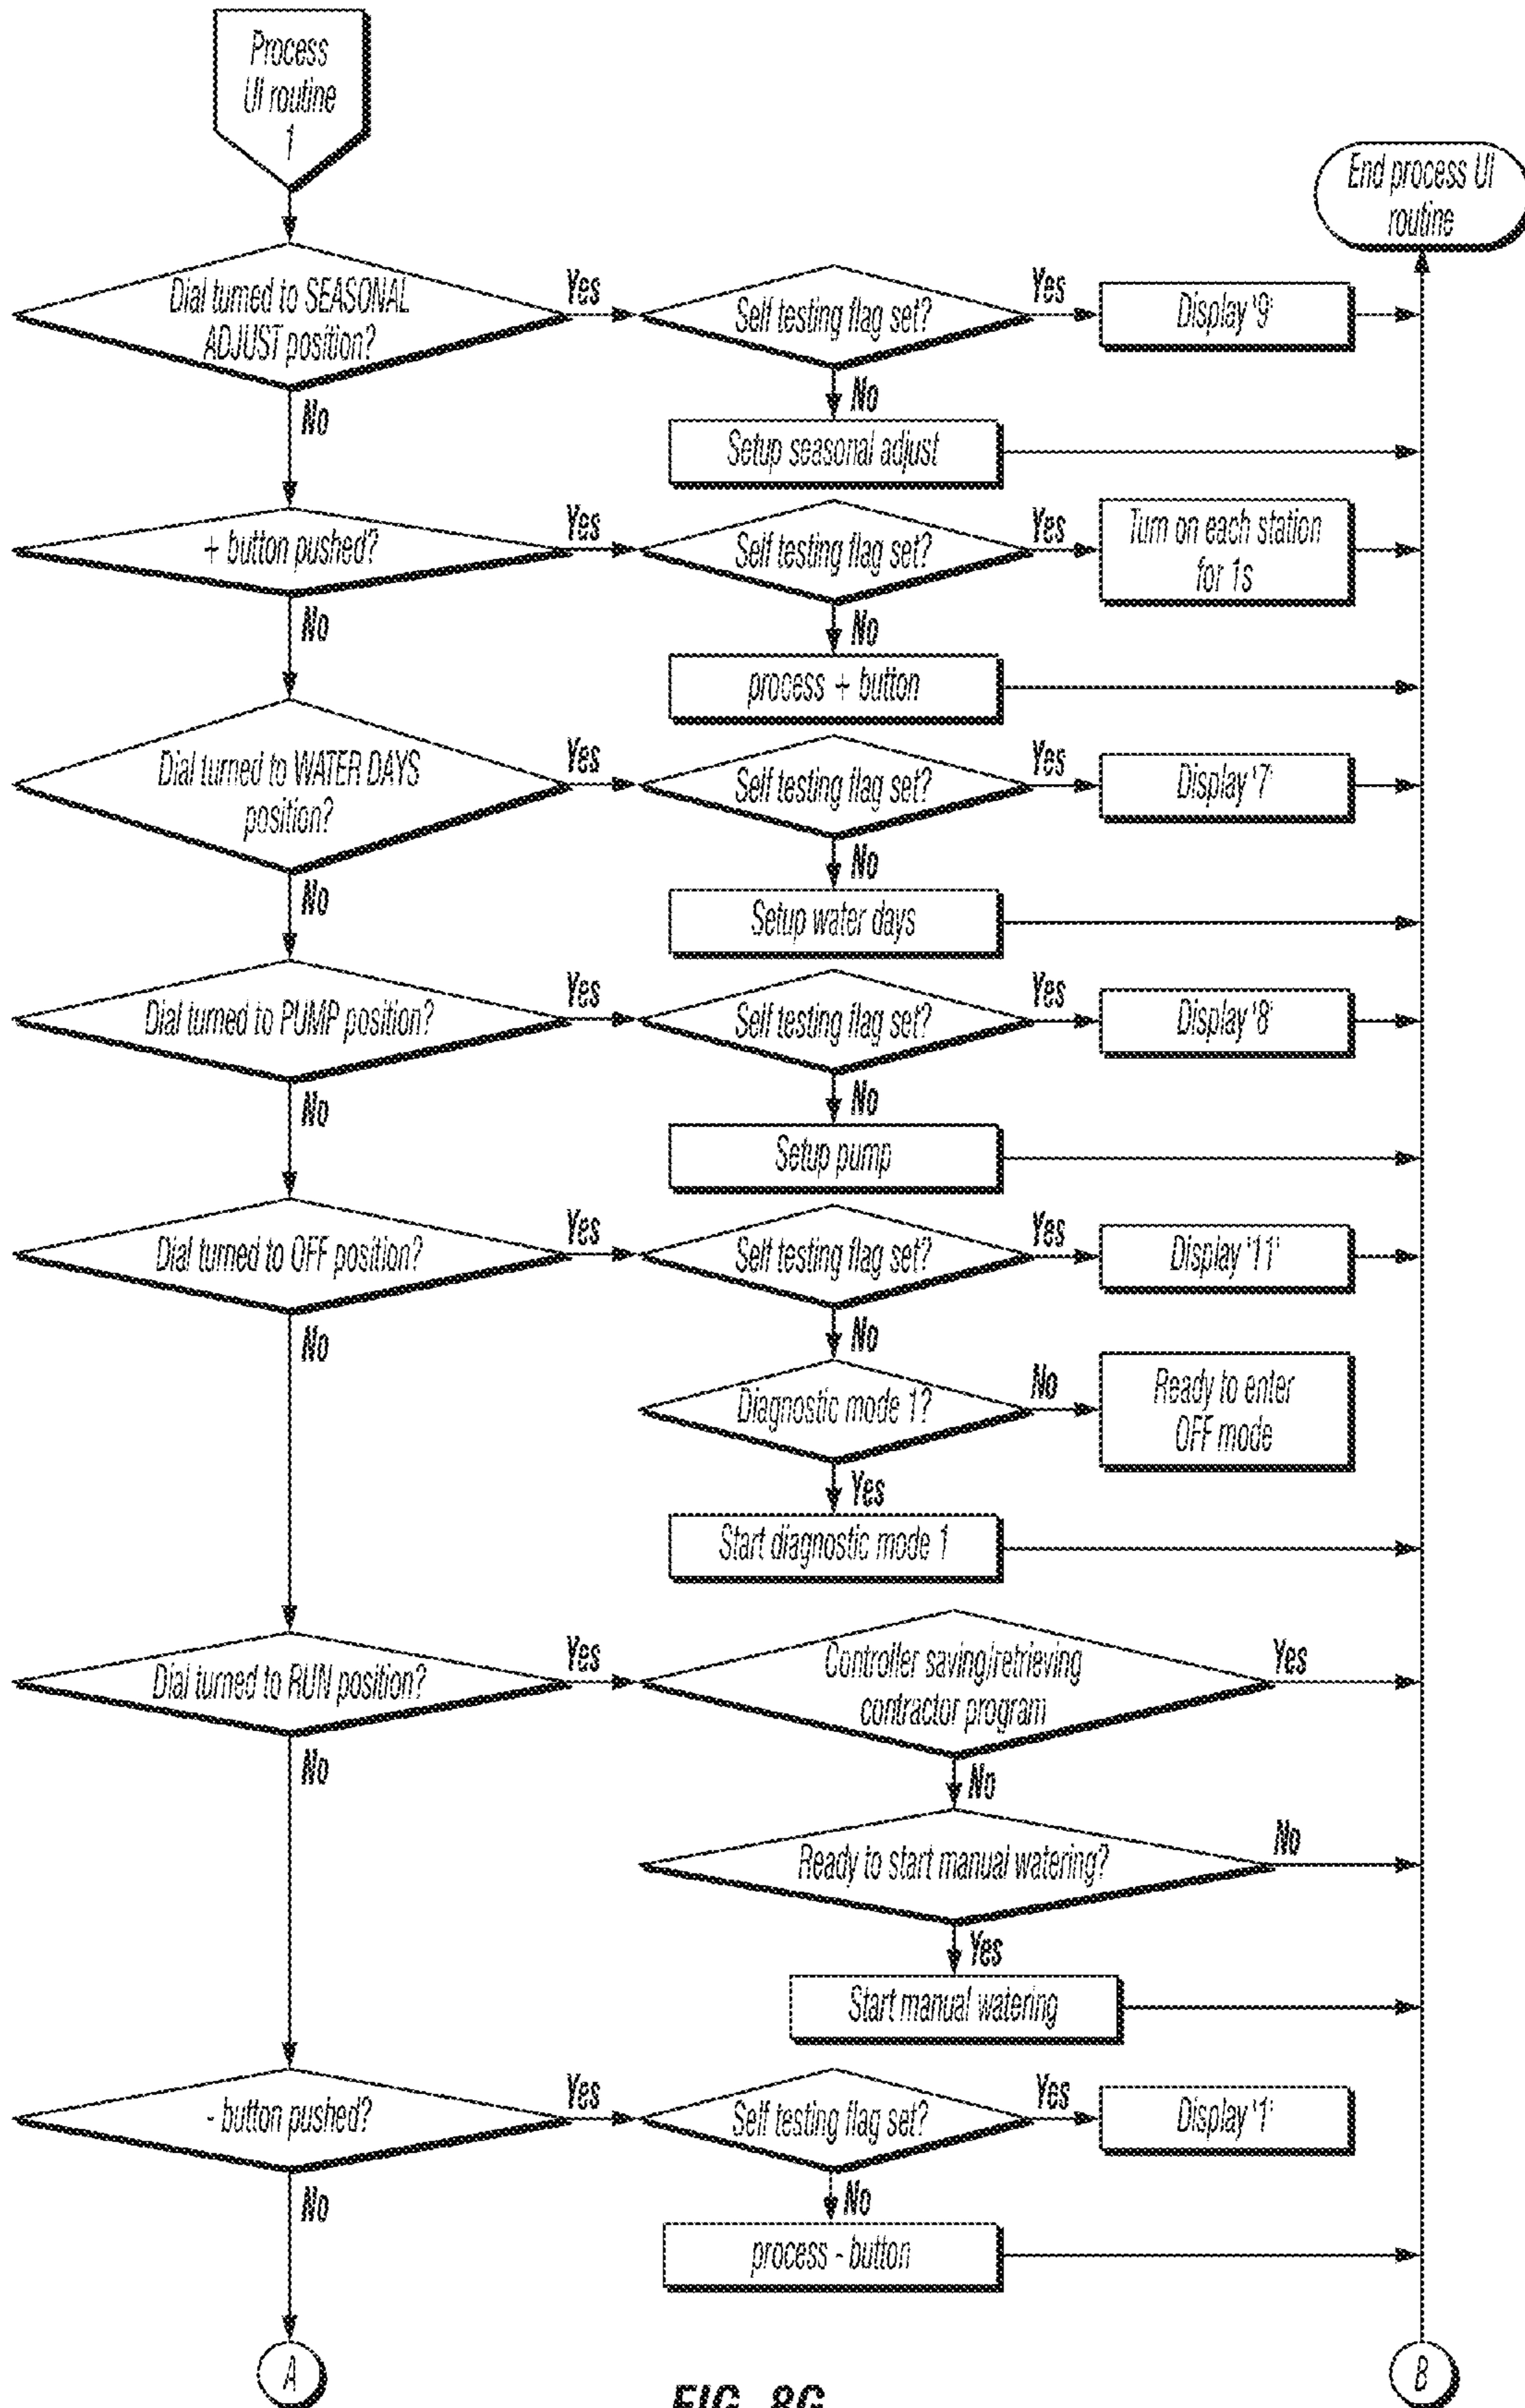 Process
UI routine
1
End process UI
routine
Dial turned to SEASONAL
ADJUST position?
Yes
Self testing flag set?
Yes
Display '9'
No
No
Setup seasonal adjust
+ button pushed?
Yes
Self testing flag set?
Yes
Turn on each station
for 1s
No
No
process + button
Dial turned to WATER DAYS
position?
Yes
Self testing flag set?
Yes
Display '7'
No
No
Setup water days
Dial turned to PUMP position?
Yes
Self testing flag set?
Yes
Display '8'
No
No
Setup pump
Dial turned to OFF position?
Yes
Self testing flag set?
Yes
Display '11'
No
No
Diagnostic mode 1?
No
Ready to enter
OFF mode
Yes
Start diagnostic mode 1
Dial turned to RUN position?
Yes
Controller saving/retrieving
contractor program
Yes
No
No
Ready to start manual watering?
No
Yes
Start manual watering
- button pushed?
Yes
Self testing flag set?
Yes
Display '1'
No
No
process - button
A
B
FIG. 8G